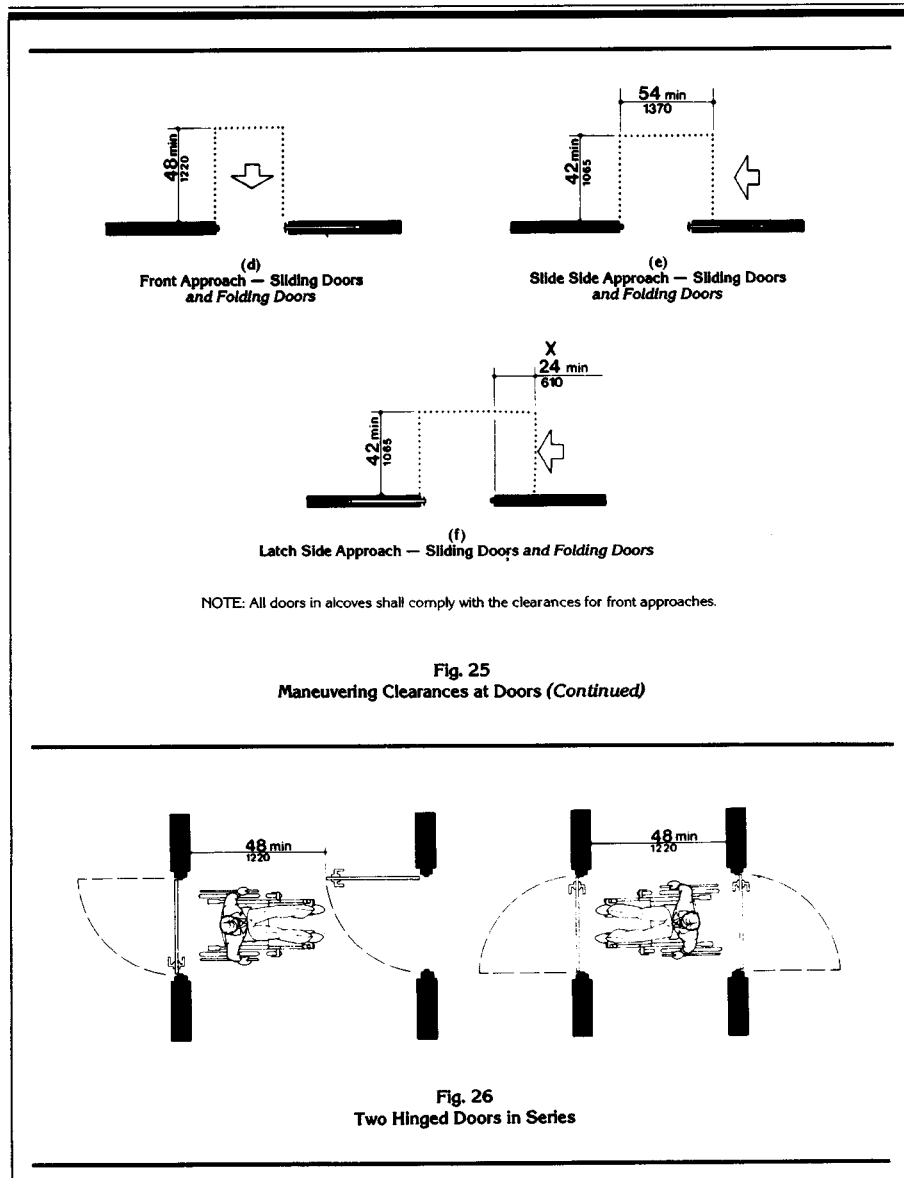 54 min
1370
48 min
1220
42 min
1065
(d)
Front Approach — Sliding Doors
and Folding Doors
(e)
Slide Side Approach — Sliding Doors
and Folding Doors
X
24 min
610
42 min
1065
(f)
Latch Side Approach — Sliding Doors and Folding Doors
NOTE: All doors in alcoves shall comply with the clearances for front approaches.
Fig. 25
Maneuvering Clearances at Doors (Continued)
48 min
1220
48 min
1220
Fig. 26
Two Hinged Doors in Series